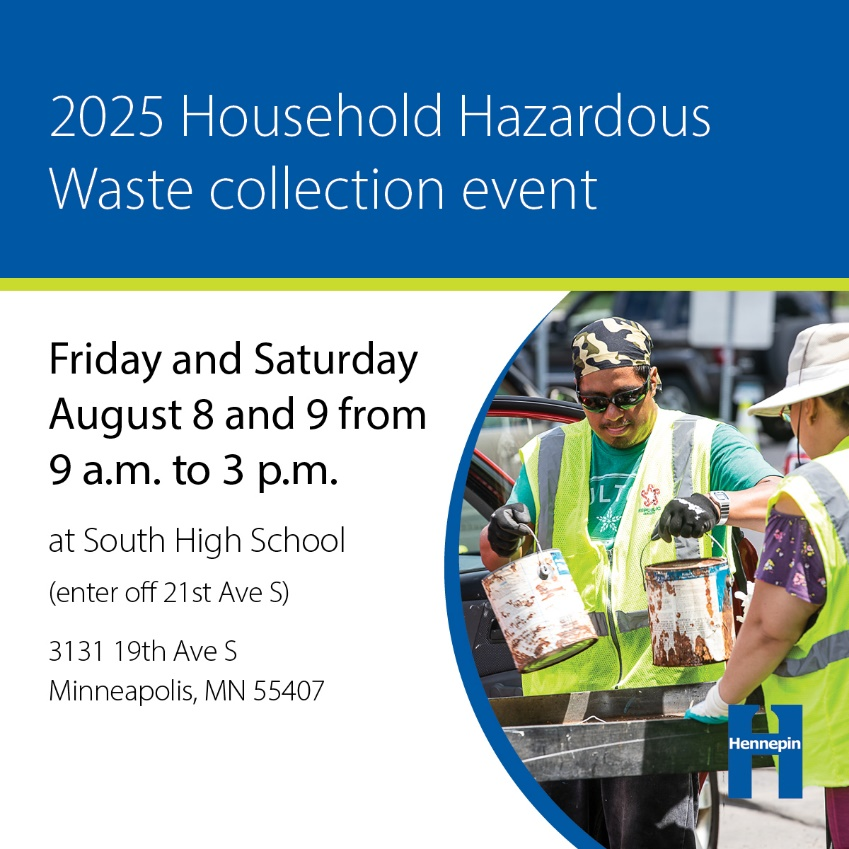 2025 Household Hazardous
Waste collection event
Friday and Saturday
August 8 and 9 from
9 a.m. to 3 p.m.
at South High School
(enter off 21st Ave S)
3131 19th Ave S
Minneapolis, MN 55407
Hennepin